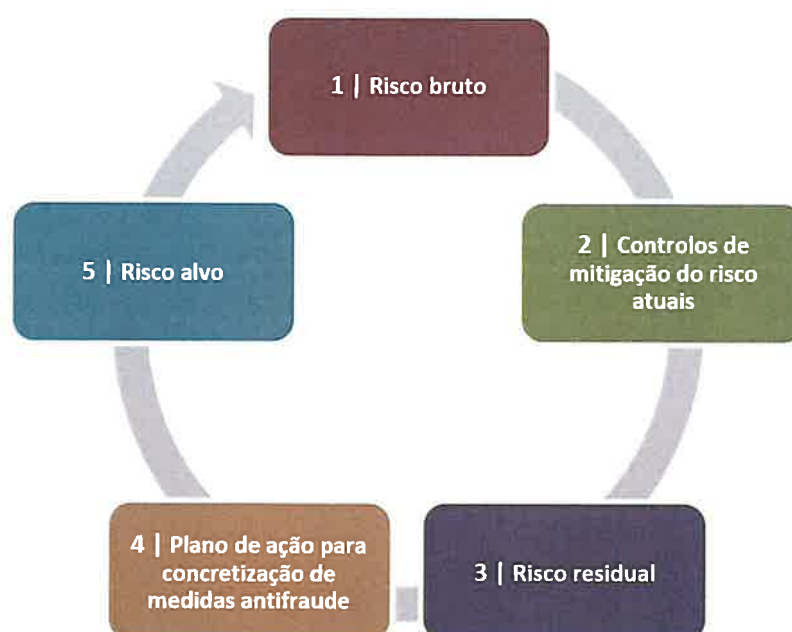 1 | Risco bruto
2 | Controlos de
mitigação do risco
atuais
3 | Risco residual
4 | Plano de ação para
concretização de
medidas antifraude
5 | Risco alvo